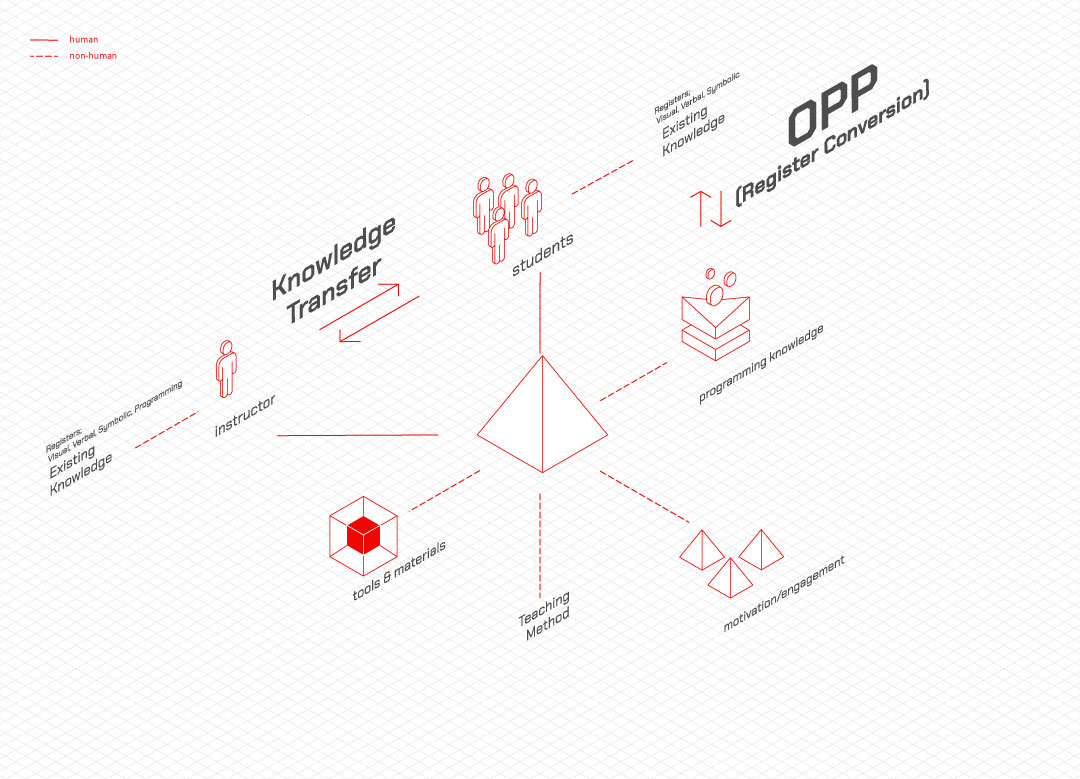 human
non-human
Registers:
Visual, Verbal, Symbolic
Existing
Knowledge
OPP
(Register Conversion)
students
Knowledge
Transfer
programming knowledge
instructor
Registers:
Visual, Verbal, Symbolic, Programming
Existing
Knowledge
tools & materials
motivation/engagement
Teaching
Method